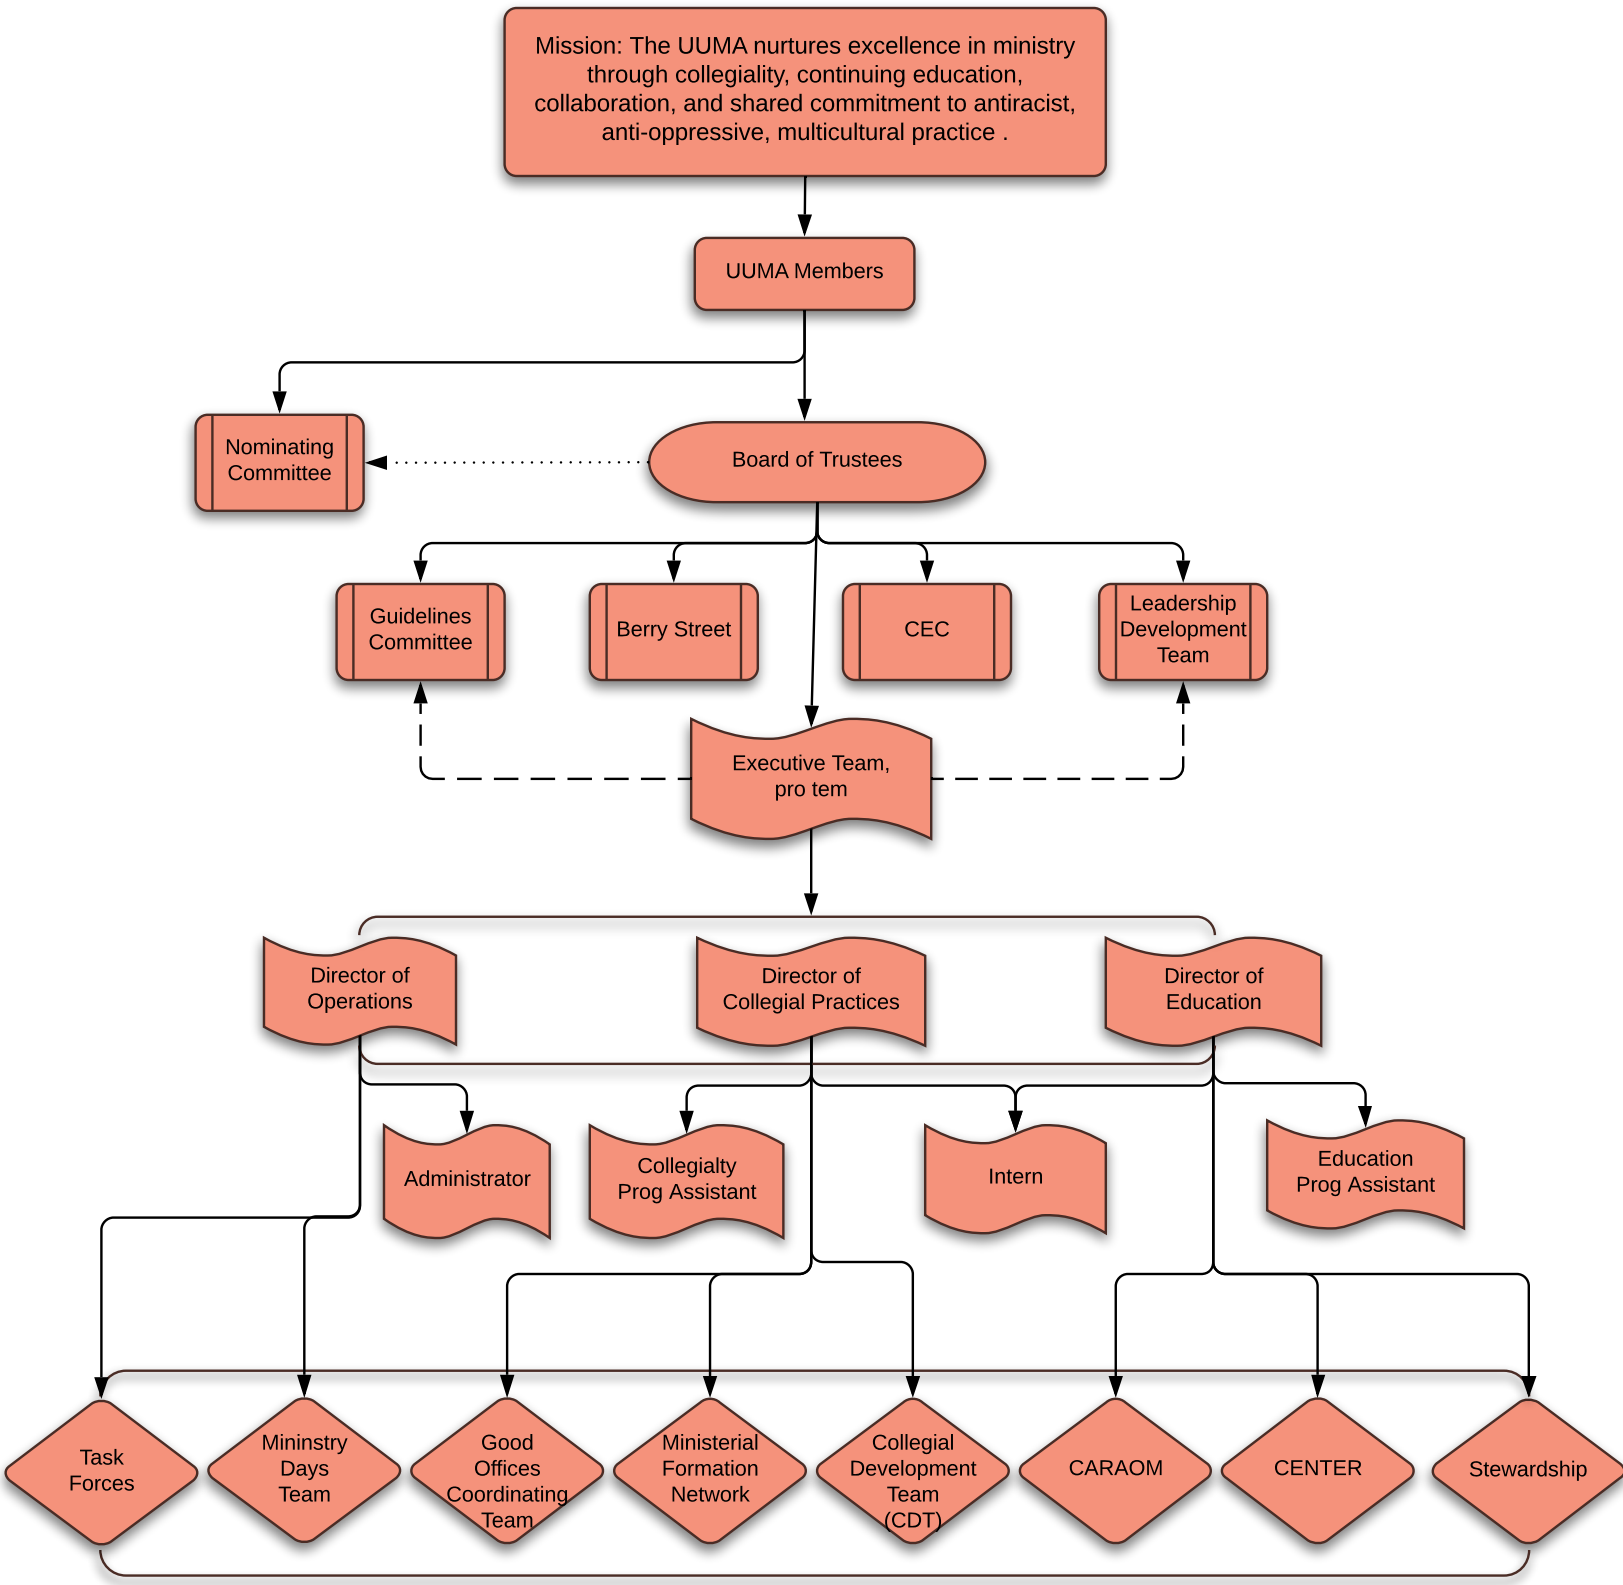 Mission: The UUMA nurtures excellence in ministry
through collegiality, continuing education,
collaboration, and shared commitment to antiracist,
anti-oppressive, multicultural practice .
UUMA Members
Nominating
Committee
Board of Trustees
Guidelines
Committee
Berry Street
CEC
Leadership
Development
Team
Executive Team,
pro tem
Director of
Operations
Director of
Collegial Practices
Director of
Education
Administrator
Collegialty
Prog Assistant
Intern
Education
Prog Assistant
Task
Forces
Mininstry
Days
Team
Good
Offices
Coordinating
Team
Ministerial
Formation
Network
Collegial
Development
Team
(CDT)
CARAOM
CENTER
Stewardship